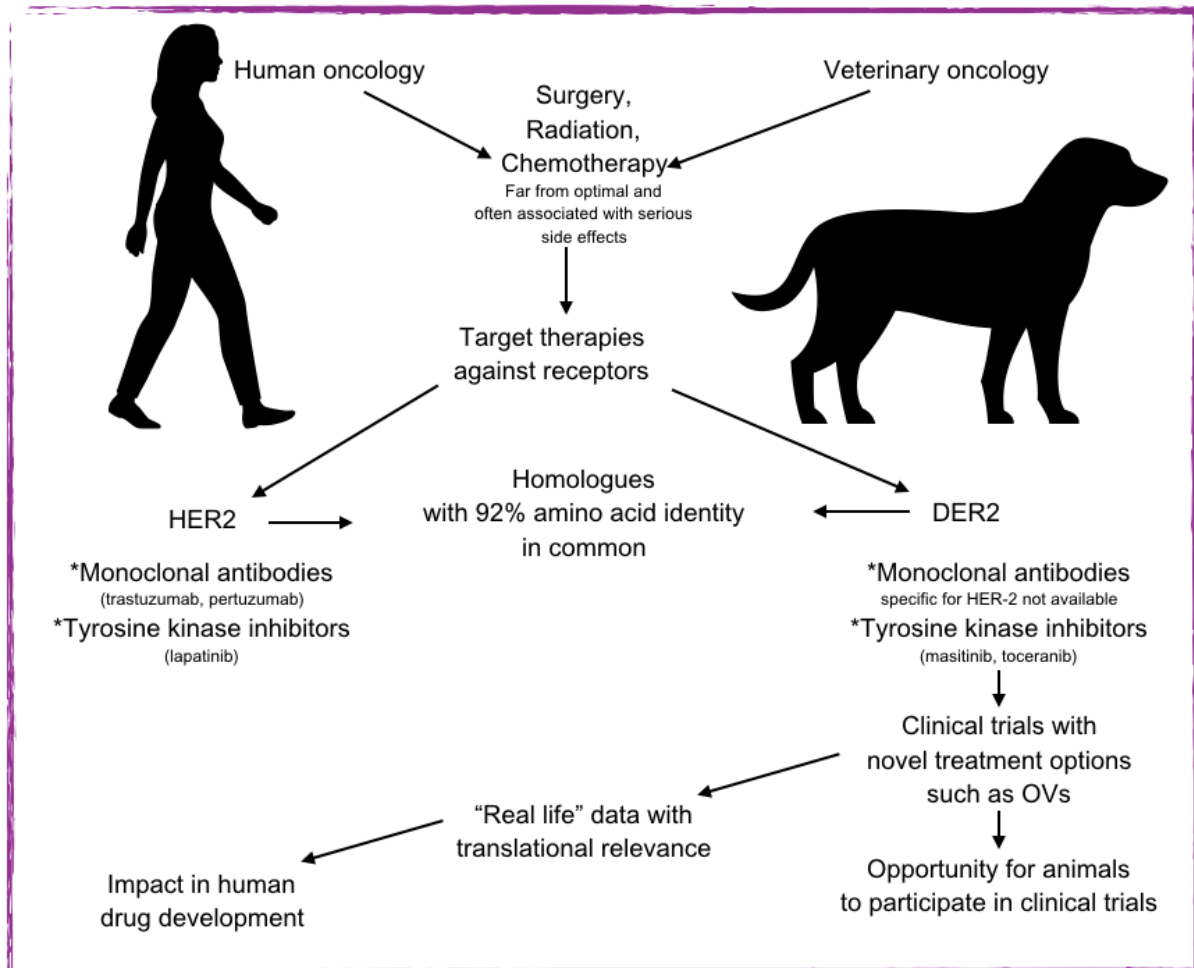 Human oncology
Veterinary oncology
Surgery,
Radiation,
Chemotherapy
Far from optimal and
often associated with serious
side effects
Target therapies
against receptors
Homologues
with 92% amino acid identity
in common
HER2
DER2
*Monoclonal antibodies
(trastuzumab, pertuzumab)
*Tyrosine kinase inhibitors
(lapatinib)
*Monoclonal antibodies
specific for HER-2 not available
*Tyrosine kinase inhibitors
(masitinib, toceranib)
Clinical trials with
novel treatment options
such as OVs
“Real life” data with
translational relevance
Impact in human
drug development
Opportunity for animals
to participate in clinical trials